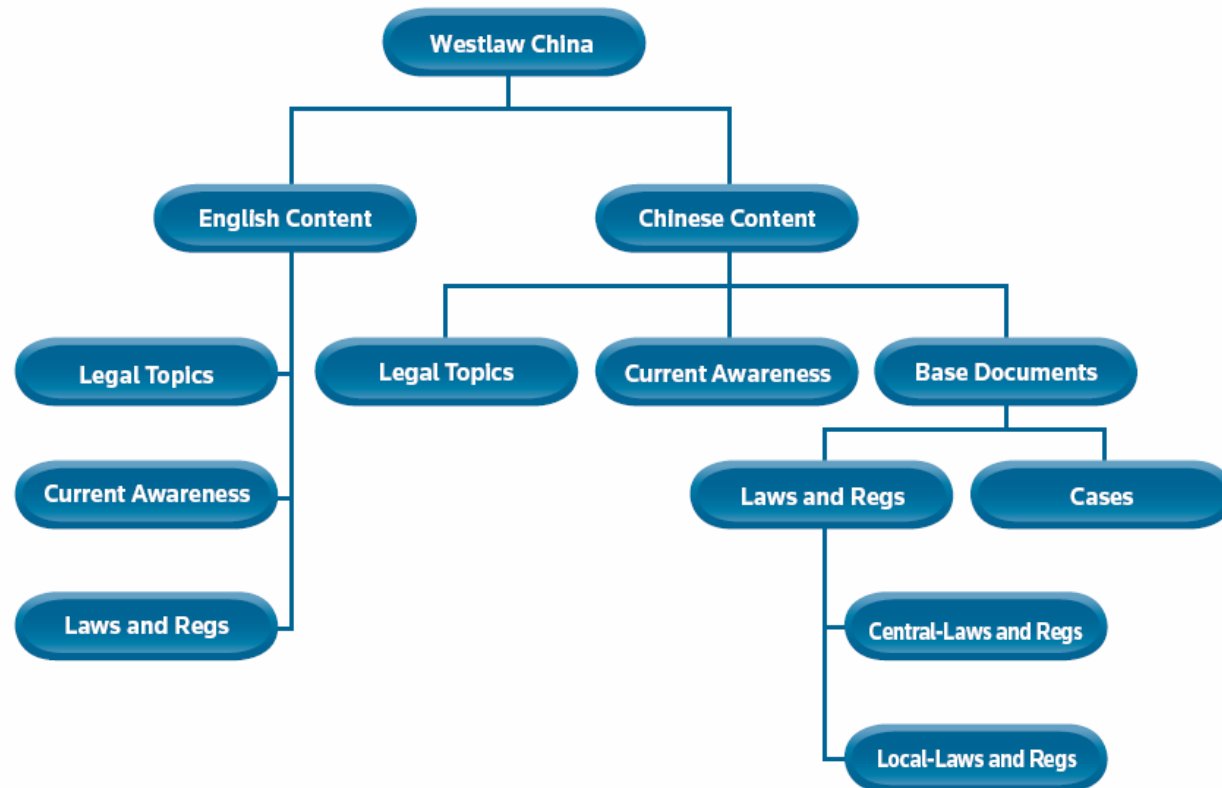 Westlaw China
English Content
Chinese Content
Legal Topics
Legal Topics
Current Awareness
Base Documents
Current Awareness
Laws and Regs
Cases
Laws and Regs
Central-Laws and Regs
Local-Laws and Regs